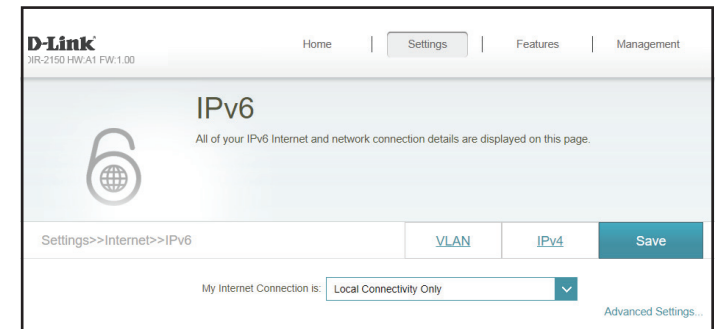 D-Link
DIR-2150 HW:A1 FW:1.00
Home | Settings | Features | Management
IPv6
All of your IPv6 Internet and network connection details are displayed on this page.
Settings>>Internet>>IPv6
VLAN
IPv4
Save
My Internet Connection is: Local Connectivity Only
Advanced Settings...